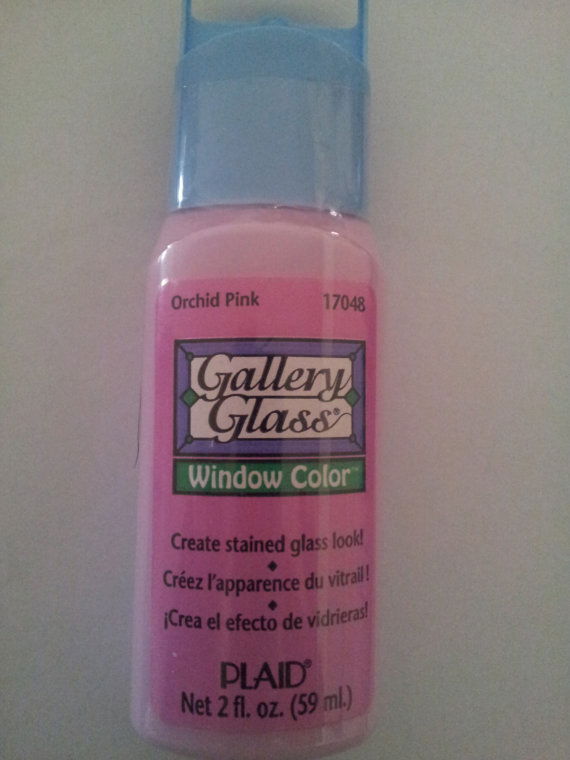 Orchid Pink 17048
Gallery
Glass®
Window Color™
Create stained glass look!
◆
Créez l'apparence du vitrail !
◆
¡Crea el efecto de vidrieras!
PLAID®
Net 2 fl. oz. (59 ml.)